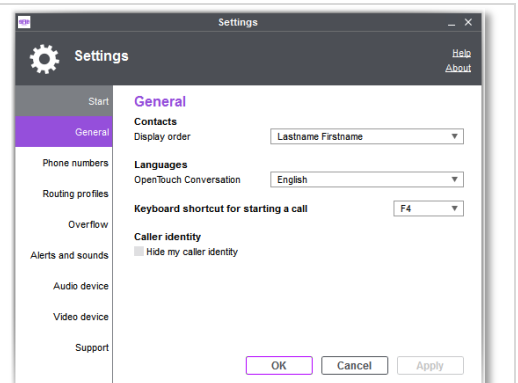 Settings
Settings
Help
About
Start
General
Phone numbers
Routing profiles
Overflow
Alerts and sounds
Audio device
Video device
Support
General
Contacts
Display order Lastname Firstname
Languages
OpenTouch Conversation English
Keyboard shortcut for starting a call F4
Caller identity
Hide my caller identity
OK Cancel Apply